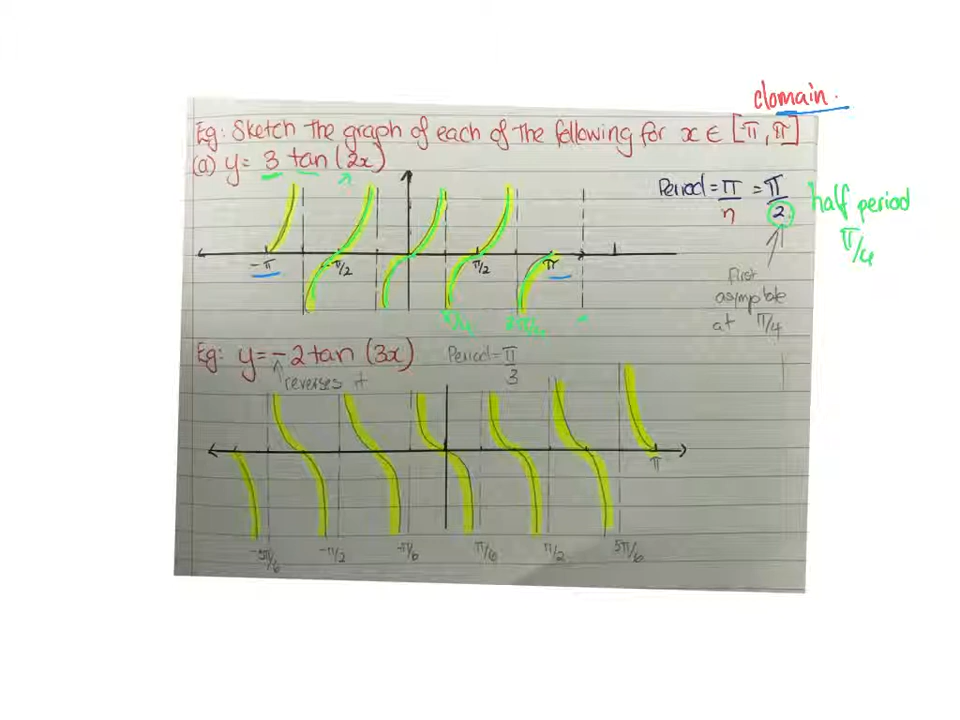 domain.
Eg: Sketch the graph of each of the following for x ∈ [-π, π]
(a) y = 3 tan (2x)
Period = π/n = π/2
half period
π/4
-π
-π/2
π/2
π
first
asymptote
at π/4
π/4
Eg: y = -2 tan (3x)
Period = π/3
reverses it
π
-5π/6
-π/2
-π/6
π/6
π/2
5π/6